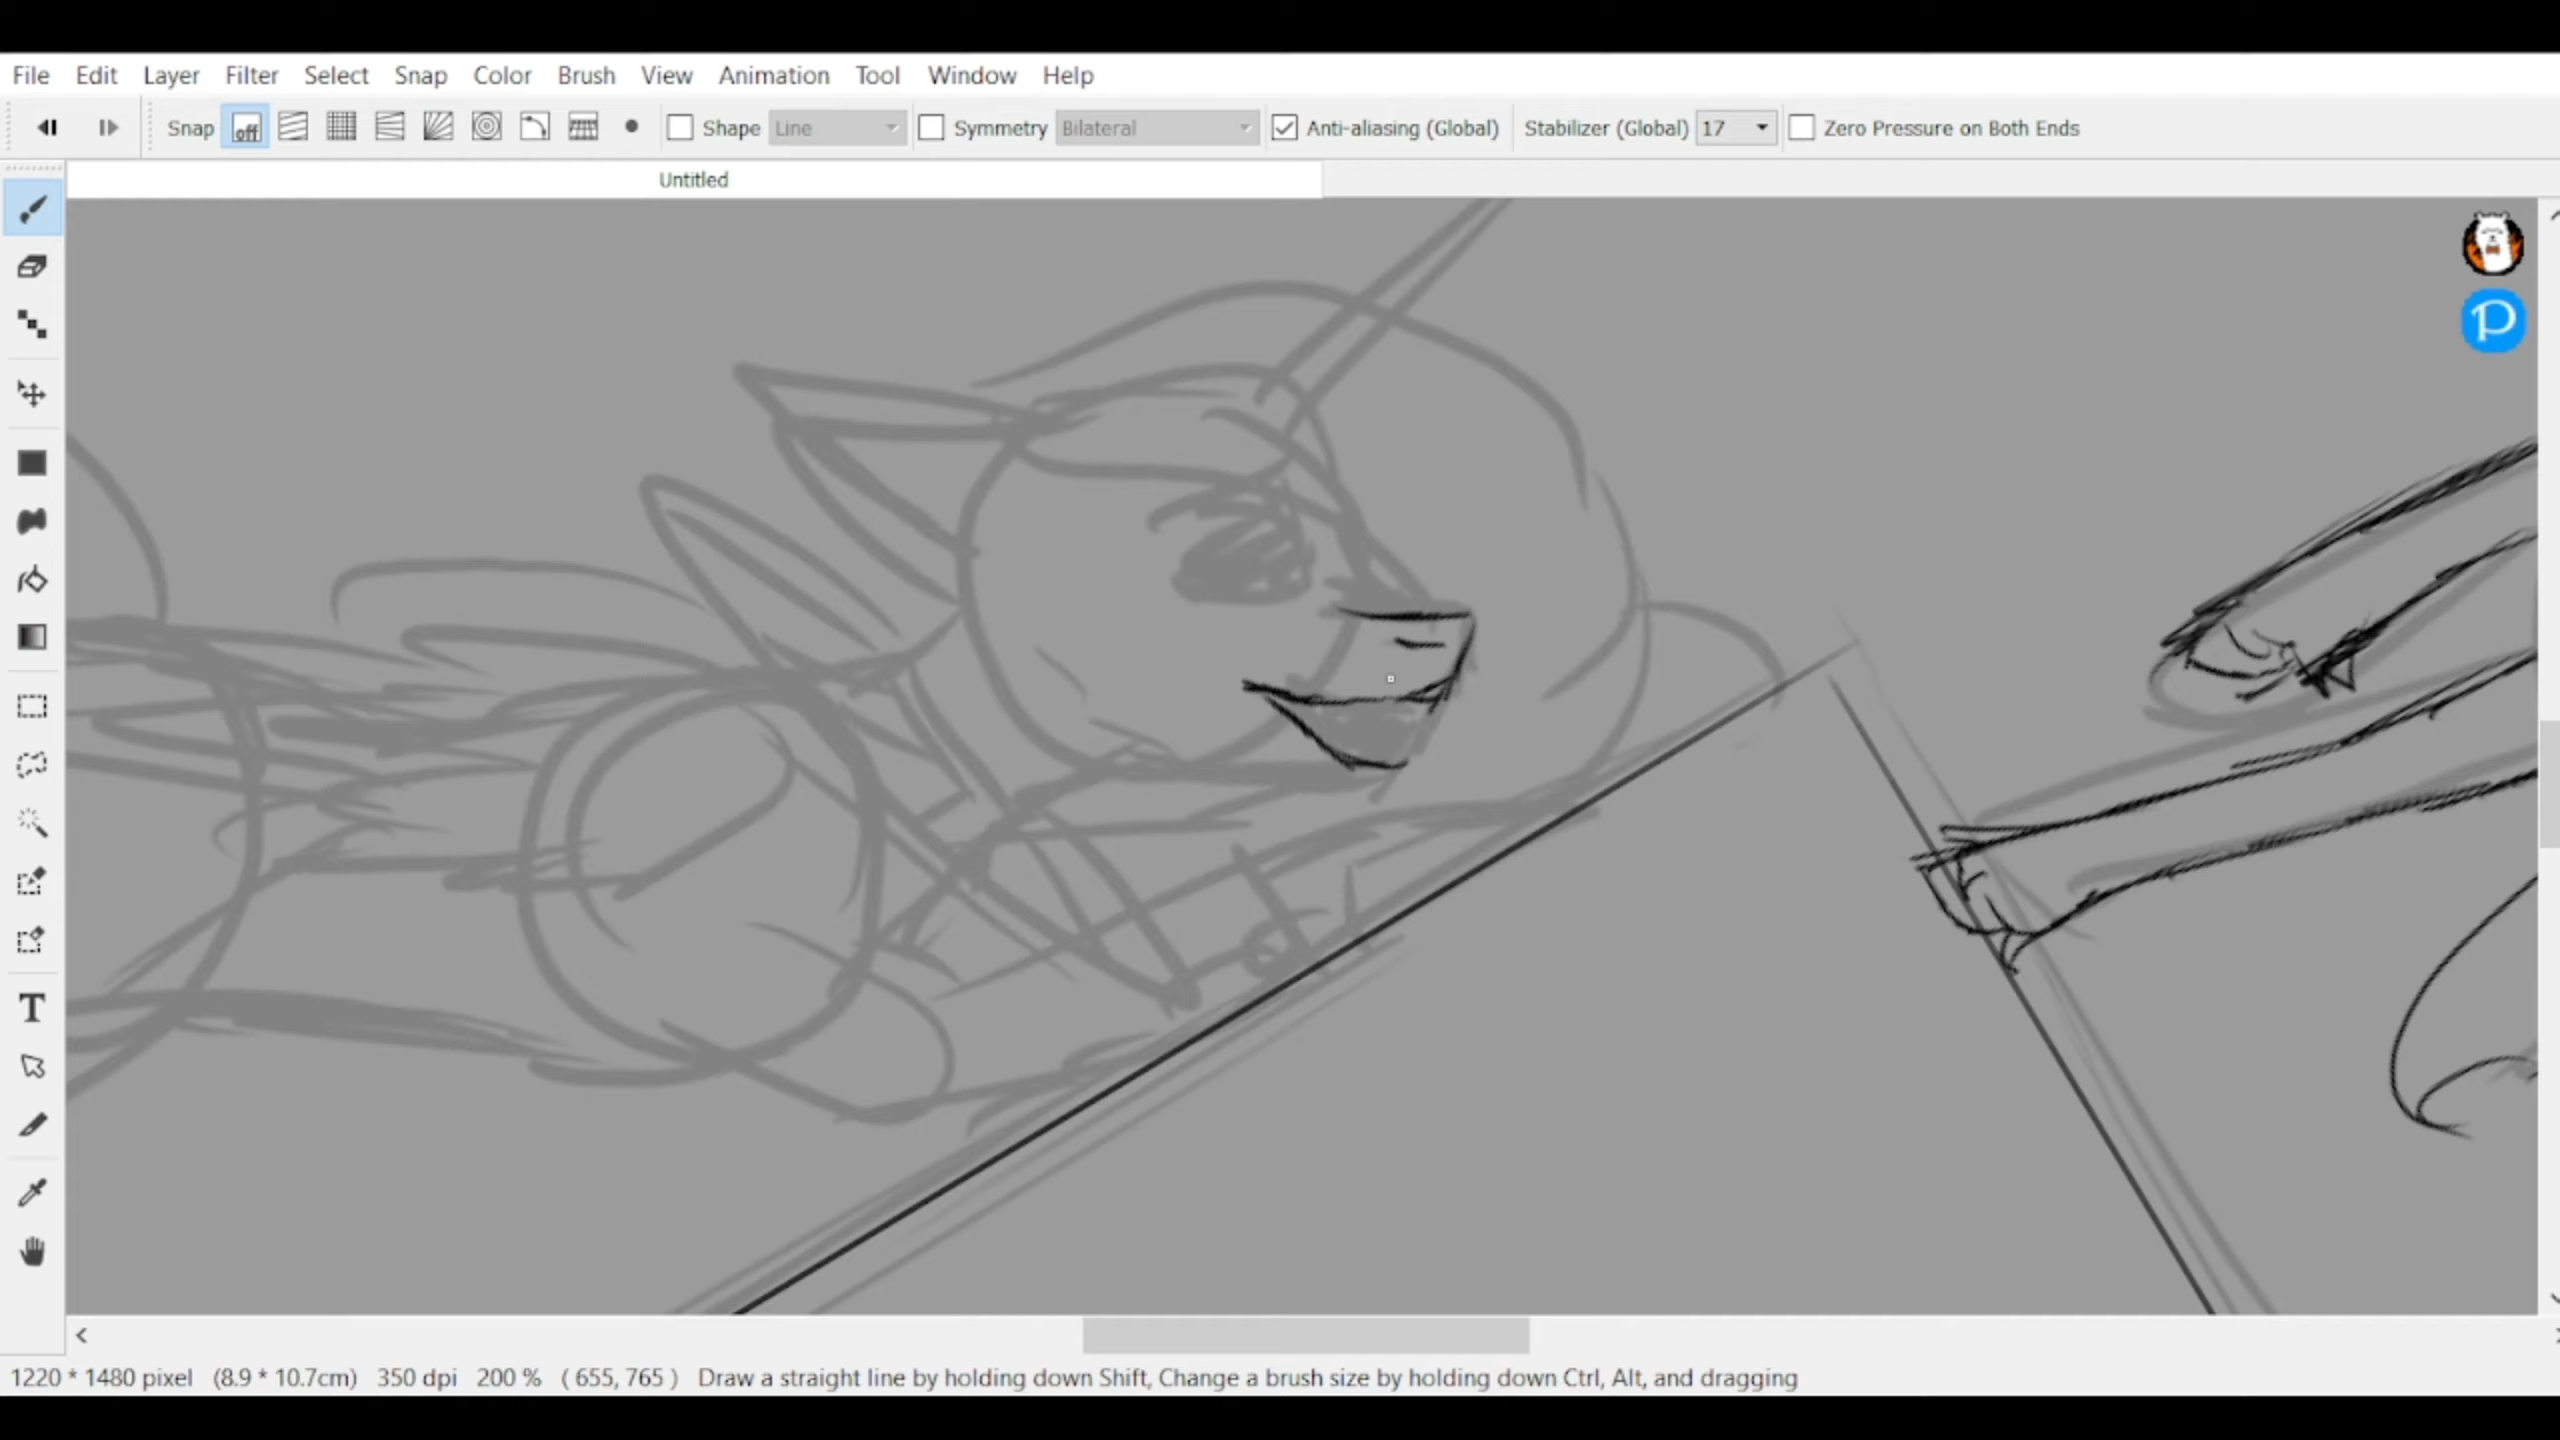 File Edit Layer Filter Select Snap Color Brush View Animation Tool Window Help
Snap off Shape Line Symmetry Bilateral Anti-aliasing (Global) Stabilizer (Global) 17 Zero Pressure on Both Ends
Untitled
P
T
1220 * 1480 pixel (8.9 * 10.7cm) 350 dpi 200 % ( 655, 765 ) Draw a straight line by holding down Shift, Change a brush size by holding down Ctrl, Alt, and dragging